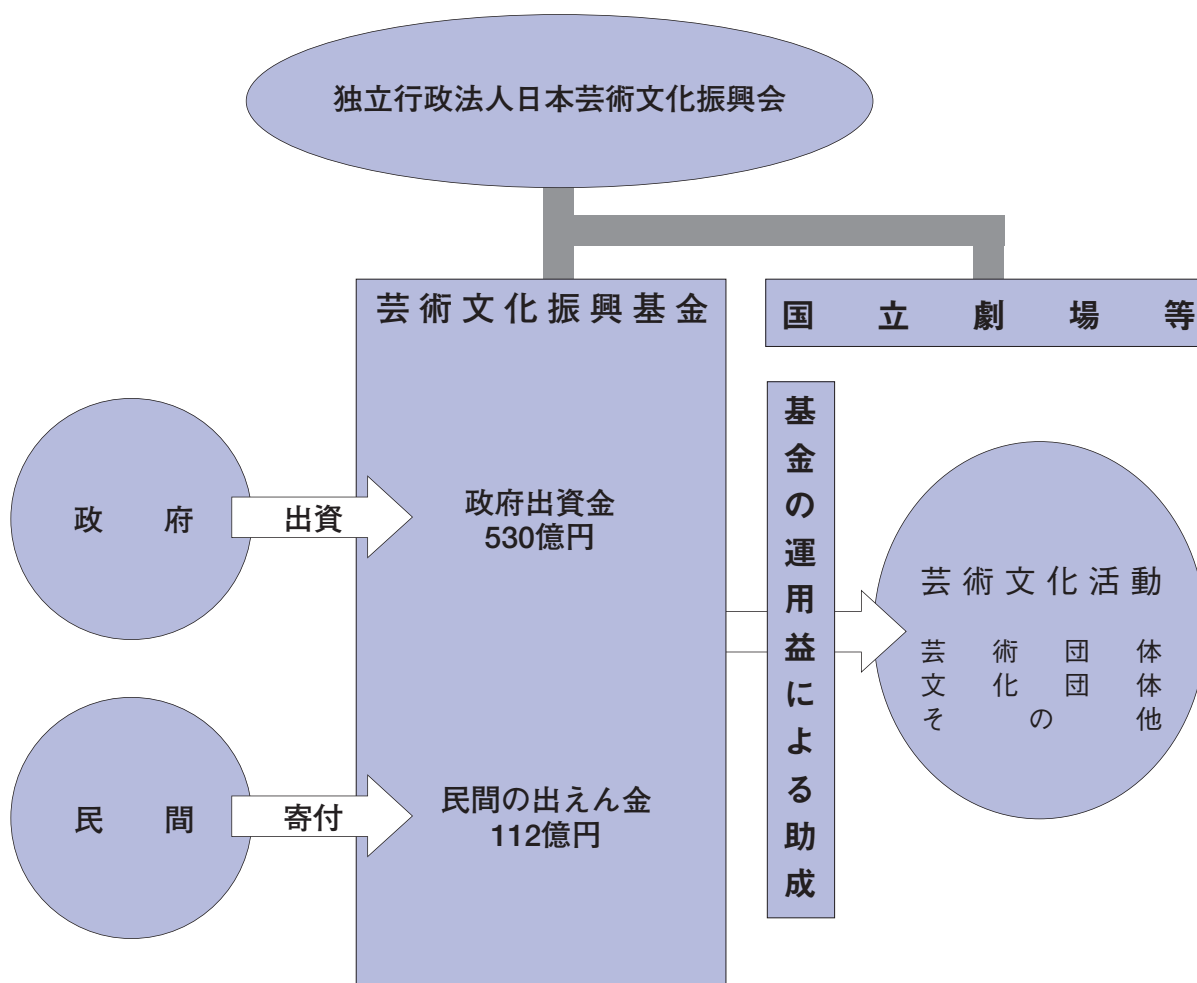 独立行政法人日本芸術文化振興会
芸術文化振興基金
国立劇場等
政府
出資
政府出資金
530億円
民間
寄付
民間の出えん金
112億円
基金の運用益による助成
芸術文化活動
芸術団体
文化団体
その他